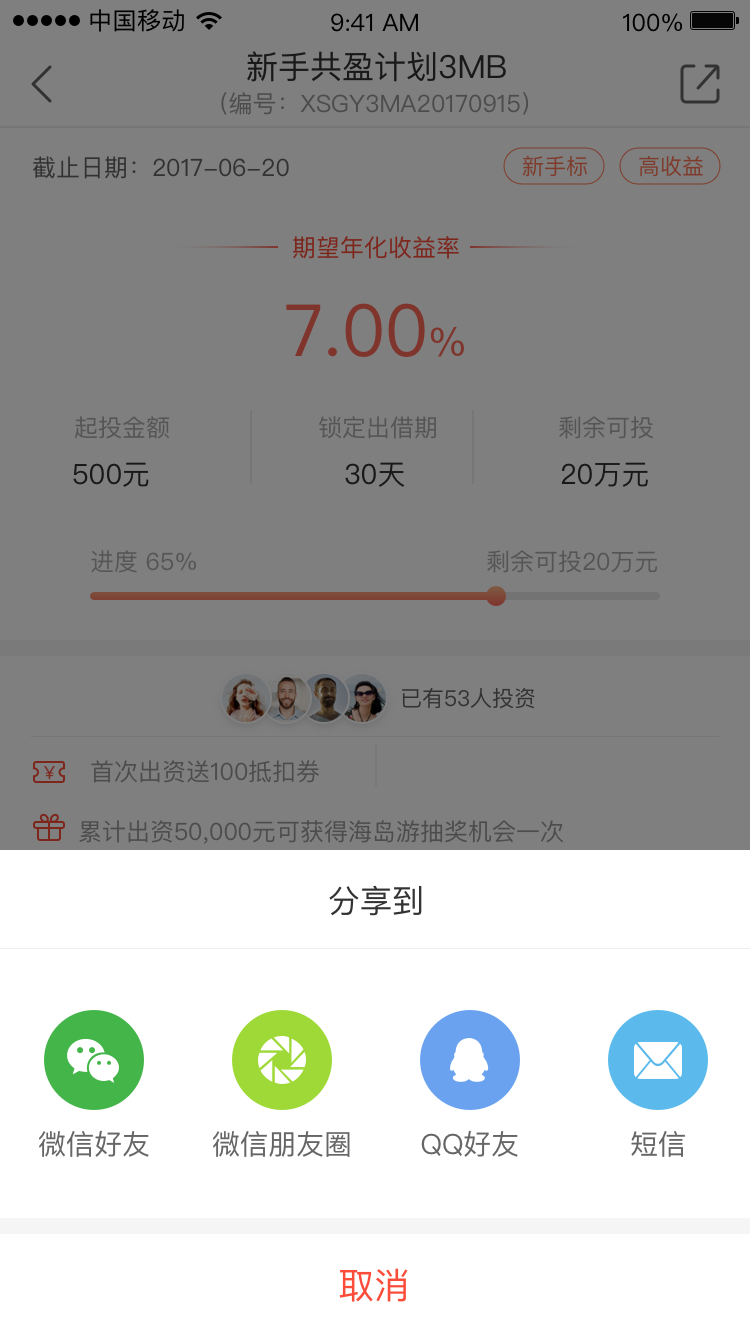 中国移动 9:41 AM 100%
新手共盈计划3MB
(编号：XSGY3MA20170915)
截止日期：2017-06-20 新手标 高收益
期望年化收益率
7.00%
起投金额 锁定出借期 剩余可投
500元 30天 20万元
进度 65% 剩余可投20万元
已有53人投资
¥ 首次出资送100抵扣券
累计出资50,000元可获得海岛游抽奖机会一次
分享到
微信好友 微信朋友圈 QQ好友 短信
取消